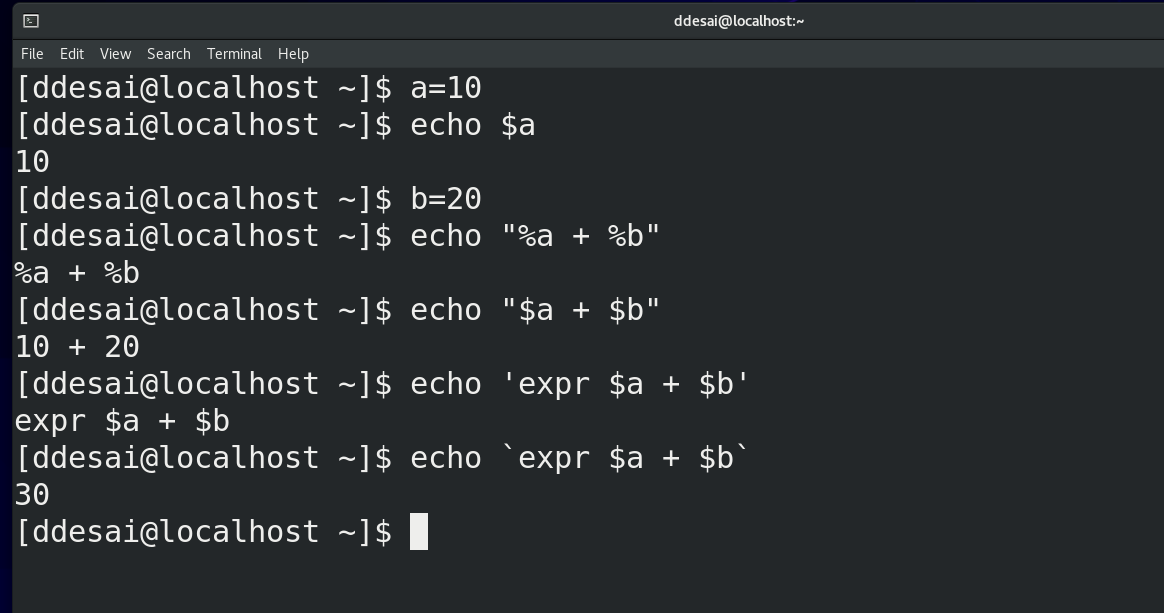 ddesai@localhost:~
File Edit View Search Terminal Help
[ddesai@localhost ~]$ a=10
[ddesai@localhost ~]$ echo $a
10
[ddesai@localhost ~]$ b=20
[ddesai@localhost ~]$ echo "%a + %b"
%a + %b
[ddesai@localhost ~]$ echo "$a + $b"
10 + 20
[ddesai@localhost ~]$ echo 'expr $a + $b'
expr $a + $b
[ddesai@localhost ~]$ echo `expr $a + $b`
30
[ddesai@localhost ~]$